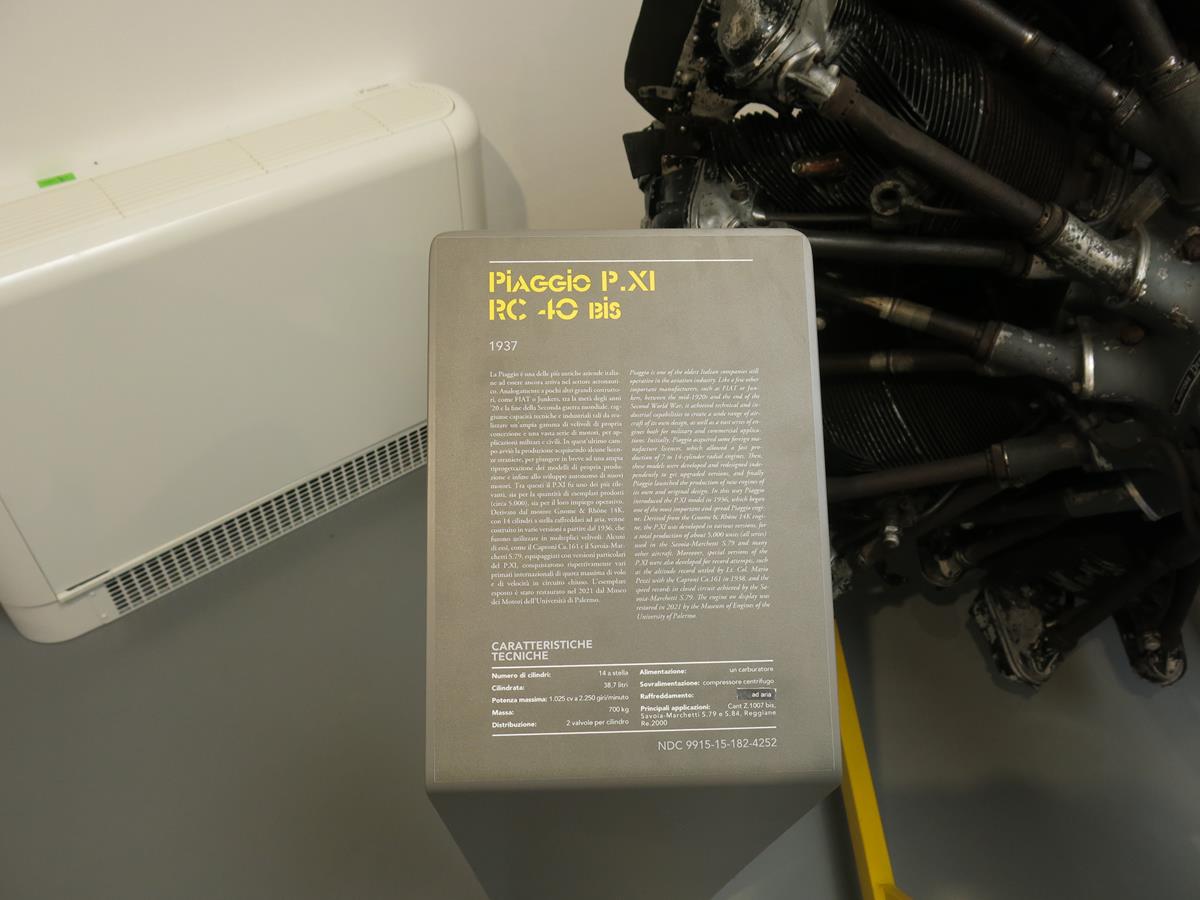 Piaggio P.XI
RC 40 bis
1937
La Piaggio è una delle più antiche aziende italia-
ne ad essere ancora attiva nel settore aeronauti-
co. Analogamente a pochi altri grandi costrutto-
ri, come FIAT o Junkers, tra la metà degli anni
'20 e la fine della Seconda guerra mondiale, rag-
giunse capacità tecniche e industriali tali da rea-
lizzare un'ampia gamma di velivoli di propria
concezione e una vasta serie di motori, per ap-
plicazioni militari e civili. In quest'ultimo cam-
po avviò la produzione acquisendo alcune licen-
ze straniere, per giungere in breve ad una ampia
riprogettazione dei modelli di propria produ-
zione e infine allo sviluppo autonomo di nuovi
motori. Tra questi il P.XI fu uno dei più rile-
vanti, sia per la quantità di esemplari prodotti
(circa 5.000), sia per il loro impiego operativo.
Derivato dal motore Gnome & Rhône 14K,
con 14 cilindri a stella raffreddati ad aria, venne
costruito in varie versioni a partire dal 1936, che
furono utilizzate in molteplici velivoli. Alcuni
di essi, come il Caproni Ca.161 e il Savoia-Mar-
chetti S.79, equipaggiati con versioni particolari
del P.XI, conquistarono rispettivamente vari
primati internazionali di quota massima di volo
e di velocità in circuito chiuso. L'esemplare
esposto è stato restaurato nel 2021 dal Museo
dei Motori dell'Università di Palermo.
Piaggio is one of the oldest Italian companies still
operative in the aviation industry. Like a few other
important manufacturers, such as FIAT or Jun-
kers, between the mid-1920s and the end of the
Second World War, it achieved technical and in-
dustrial capabilities to create a wide range of air-
craft of its own design, as well as a vast series of en-
gines both for military and commercial applica-
tions. Initially, Piaggio acquired some foreign ma-
nufacture licences, which allowed a fast pro-
duction of 7 to 14-cylinder radial engines. Then,
these models were developed and redesigned inde-
pendently to get upgraded versions, and finally
Piaggio launched the production of new engines of
its own and original design. In this way Piaggio
introduced the P.XI model in 1936, which began
one of the most important and spread Piaggio engi-
ne. Derived from the Gnome & Rhône 14K engi-
ne, the P.XI was developed in various versions, for
a total production of about 5,000 units (all series)
used in the Savoia-Marchetti S.79 and many
other aircraft. Moreover, special versions of the
P.XI were also developed for record attempts, such
as the altitude record settled by Lt. Col. Mario
Pezzi with the Caproni Ca.161 in 1938, and the
speed records in closed circuit achieved by the Sa-
voia-Marchetti S.79. The engine on display was
restored in 2021 by the Museum of Engines of the
University of Palermo.
CARATTERISTICHE
TECNICHE
Numero di cilindri: 14 a stella
Cilindrata: 38,7 litri
Potenza massima: 1.025 cv a 2.250 giri/minuto
Massa: 700 kg
Distribuzione: 2 valvole per cilindro
Alimentazione: un carburatore
Sovralimentazione: compressore centrifugo
Raffreddamento: ad aria
Principali applicazioni: Cant Z.1007 bis,
Savoia-Marchetti S.79 e S.84, Reggiane
Re.2000
NDC 9915-15-182-4252